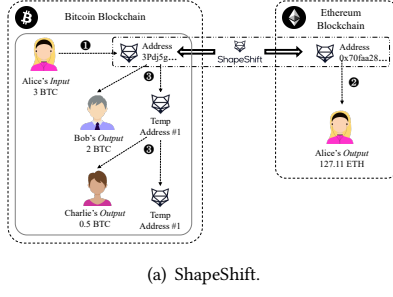 Bitcoin Blockchain
Ethereum
Blockchain
❶
Address
3Pdj5g...
ShapeShift
Address
0x70faa28...
Alice's Input
3 BTC
❸
❷
Bob's Output
2 BTC
Temp
Address #1
Alice's Output
127.11 ETH
❸
Charlie's Output
0.5 BTC
Temp
Address #1
(a) ShapeShift.